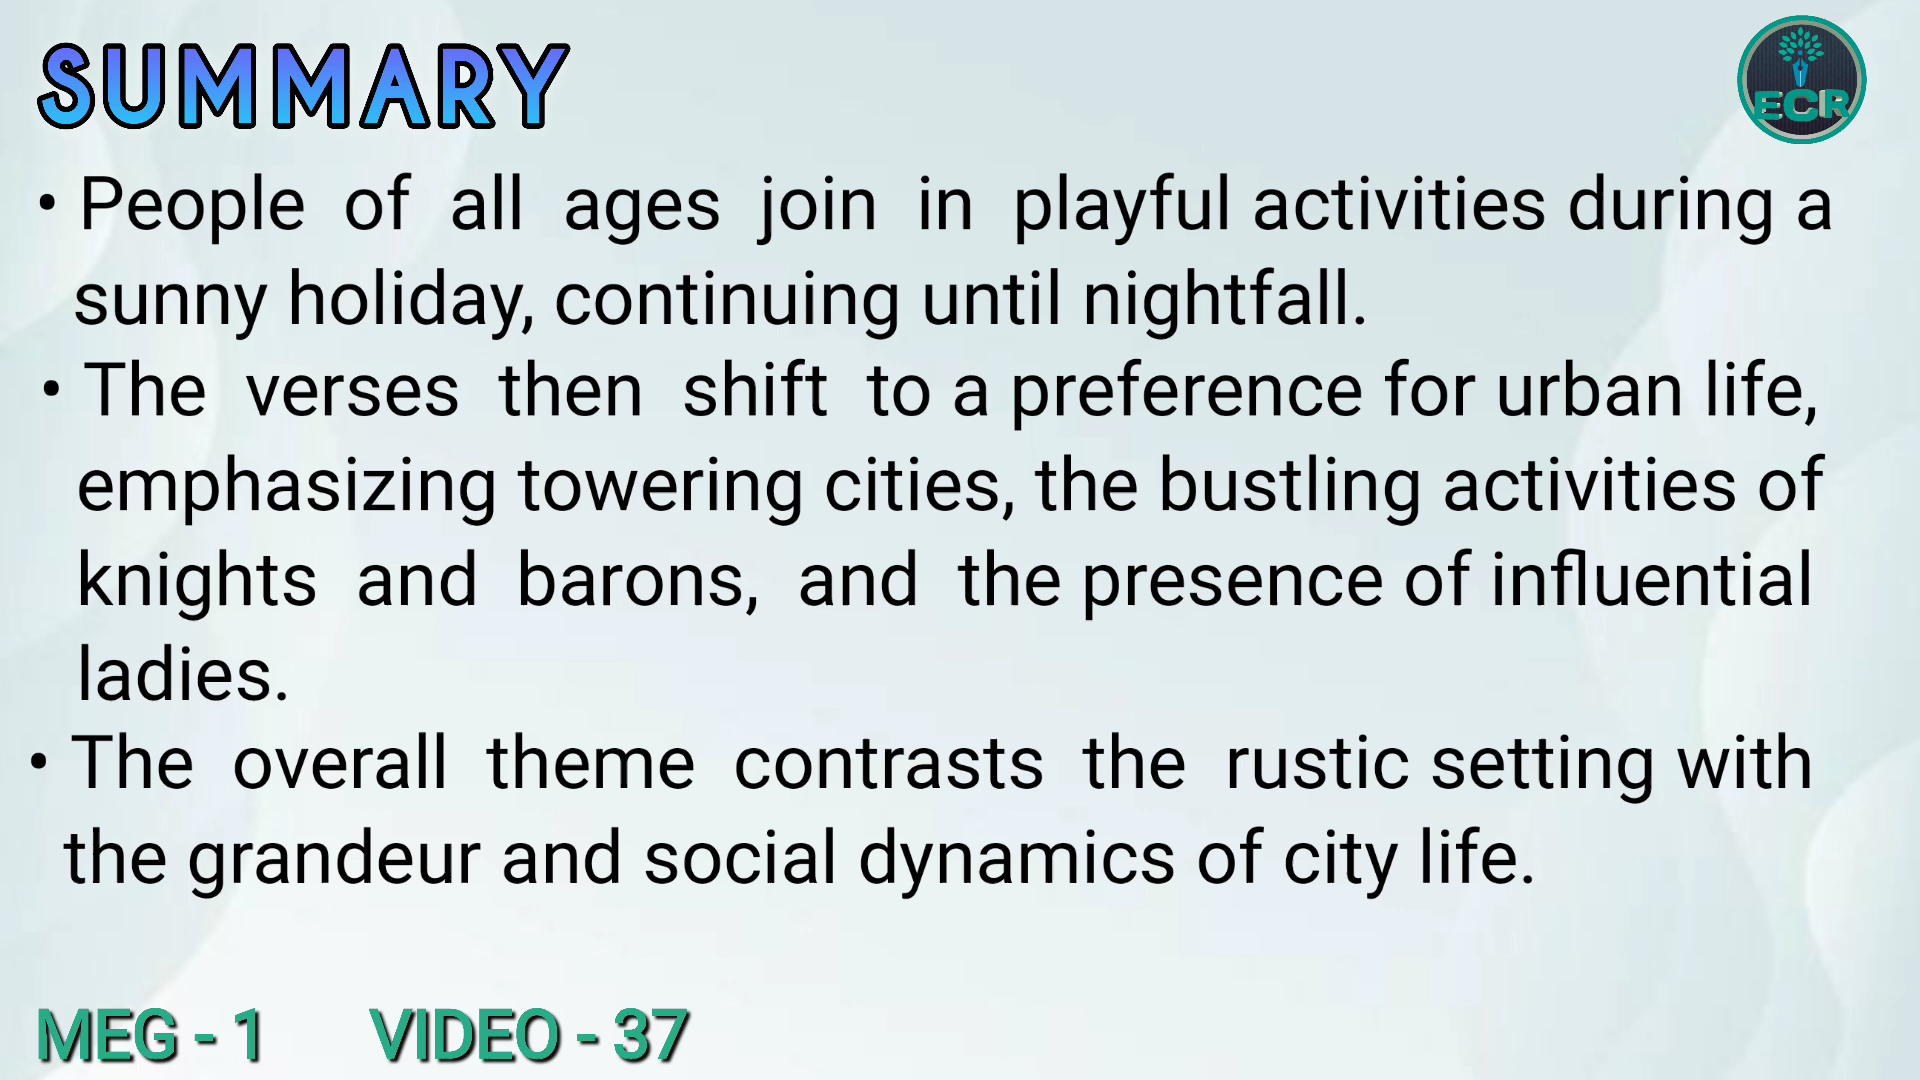 SUMMARY
ECR
• People of all ages join in playful activities during a
sunny holiday, continuing until nightfall.
• The verses then shift to a preference for urban life,
emphasizing towering cities, the bustling activities of
knights and barons, and the presence of influential
ladies.
• The overall theme contrasts the rustic setting with
the grandeur and social dynamics of city life.
MEG - 1 VIDEO - 37